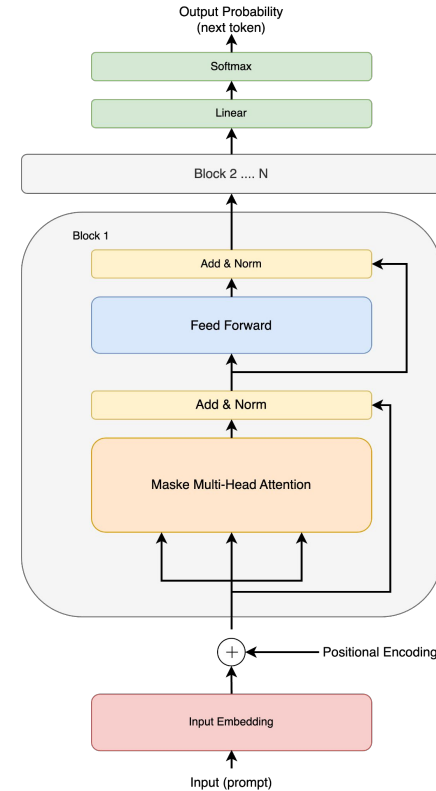 Output Probability
(next token)
Softmax
Linear
Block 2 .... N
Block 1
Add & Norm
Feed Forward
Add & Norm
Maske Multi-Head Attention
Positional Encoding
Input Embedding
Input (prompt)